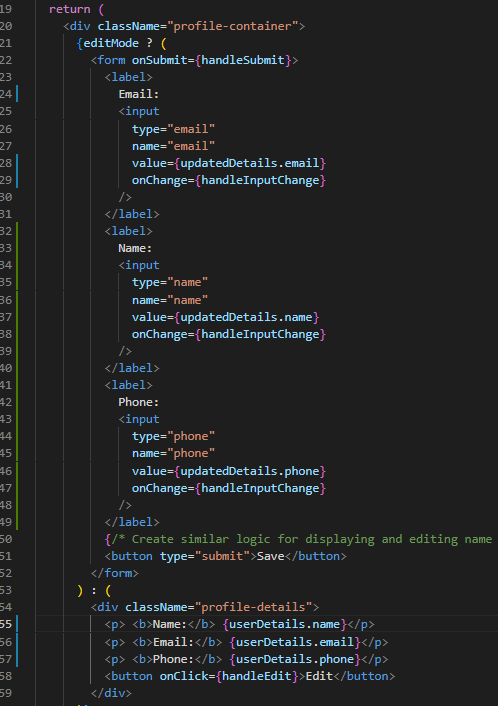 19 return (
20 <div className="profile-container">
21 {editMode ? (
22 <form onSubmit={handleSubmit}>
23 <label>
24 Email:
25 <input
26 type="email"
27 name="email"
28 value={updatedDetails.email}
29 onChange={handleInputChange}
30 />
31 </label>
32 <label>
33 Name:
34 <input
35 type="name"
36 name="name"
37 value={updatedDetails.name}
38 onChange={handleInputChange}
39 />
40 </label>
41 <label>
42 Phone:
43 <input
44 type="phone"
45 name="phone"
46 value={updatedDetails.phone}
47 onChange={handleInputChange}
48 />
49 </label>
50 {/* Create similar logic for displaying and editing name
51 <button type="submit">Save</button>
52 </form>
53 ) : (
54 <div className="profile-details">
55 <p> <b>Name:</b> {userDetails.name}</p>
56 <p> <b>Email:</b> {userDetails.email}</p>
57 <p> <b>Phone:</b> {userDetails.phone}</p>
58 <button onClick={handleEdit}>Edit</button>
59 </div>